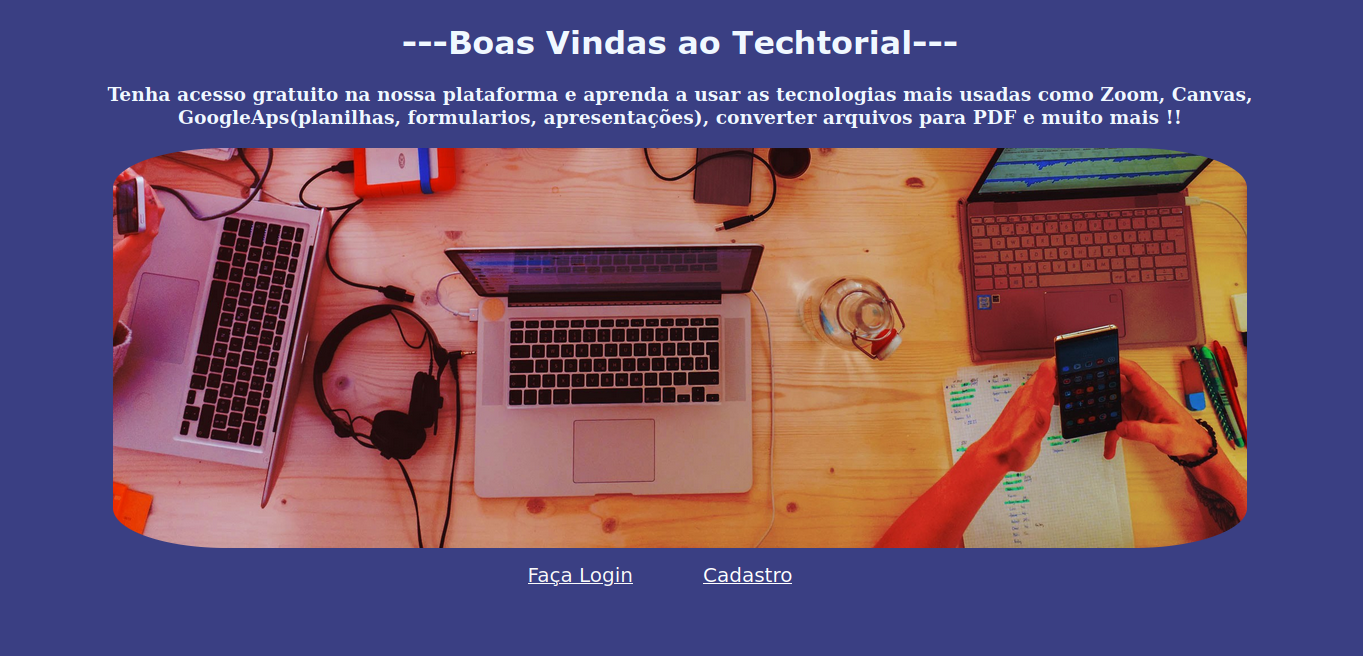 ---Boas Vindas ao Techtorial---
Tenha acesso gratuito na nossa plataforma e aprenda a usar as tecnologias mais usadas como Zoom, Canvas,
GoogleAps(planilhas, formularios, apresentações), converter arquivos para PDF e muito mais !!
Faça Login
Cadastro